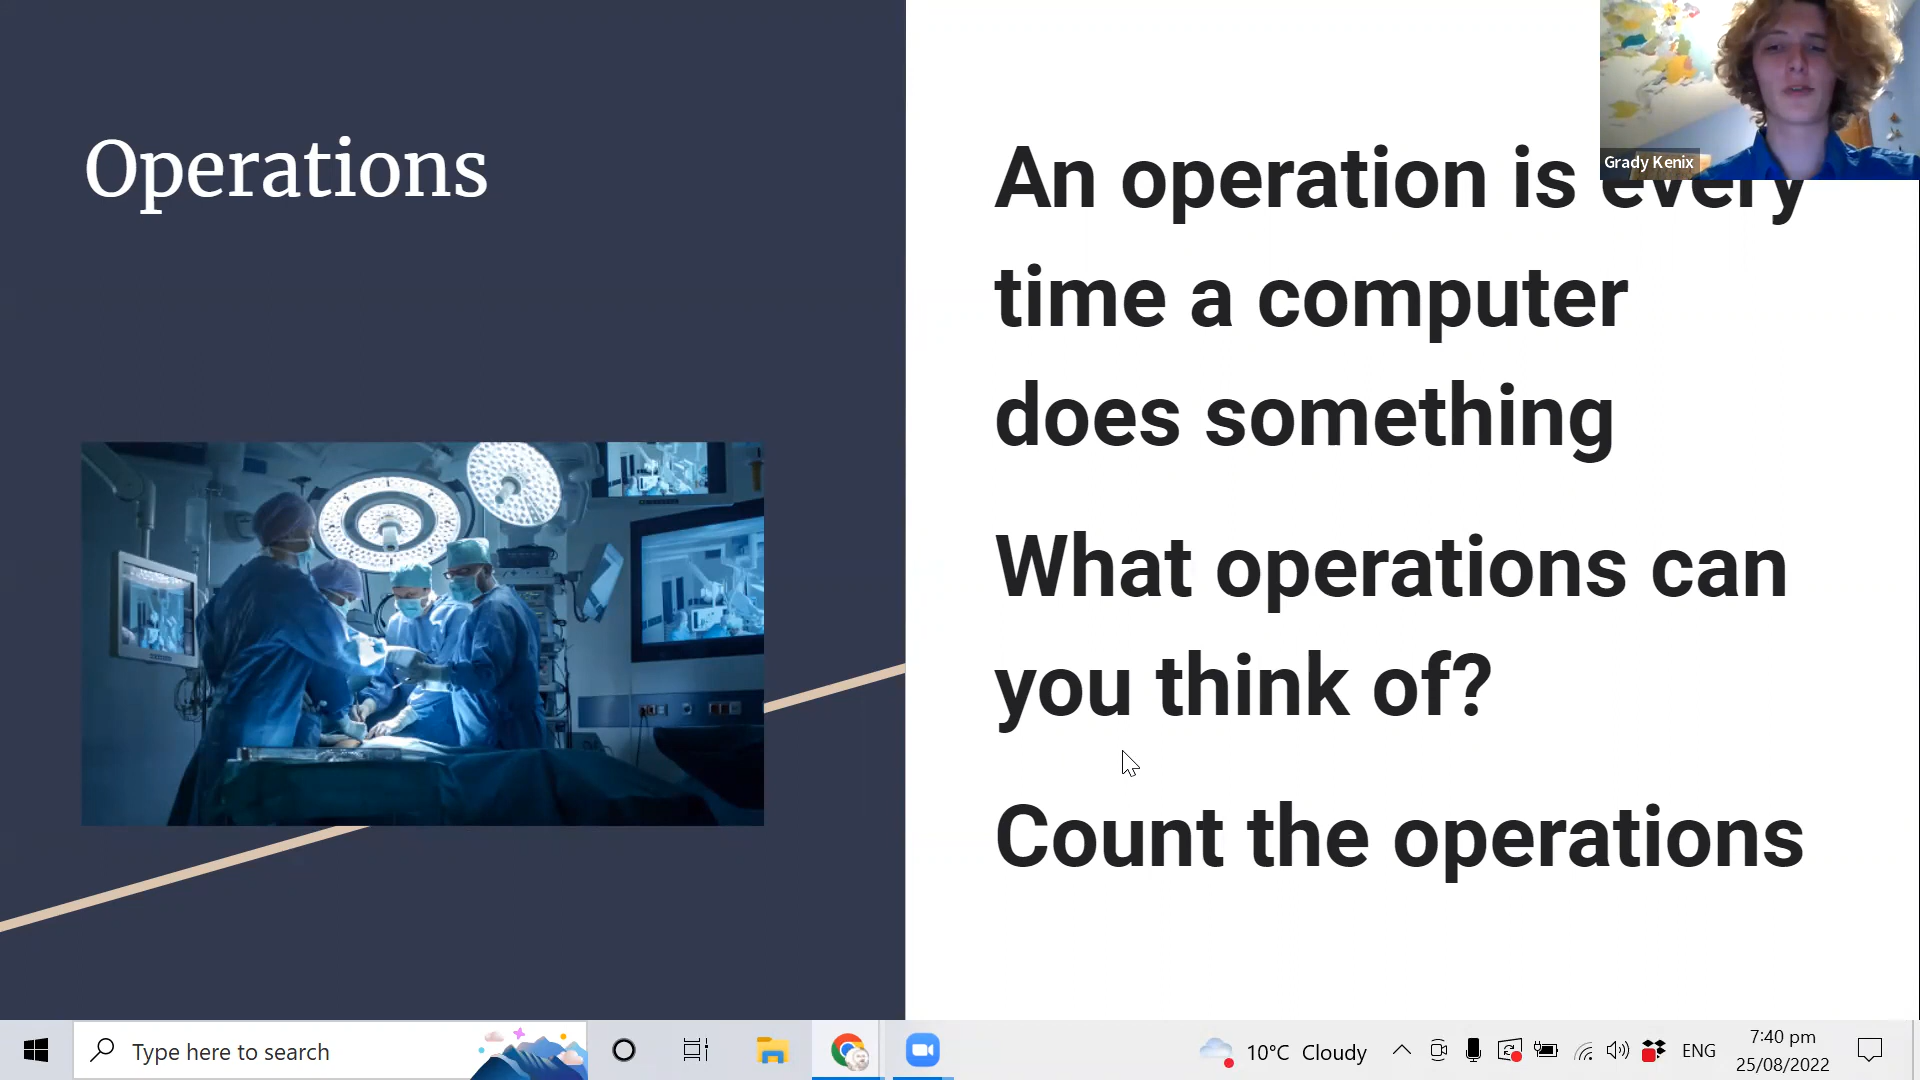 Operations
An operation is every
time a computer
does something
What operations can
you think of?
Count the operations
Grady Kenix
Type here to search
10°C Cloudy
ENG
7:40 pm
25/08/2022